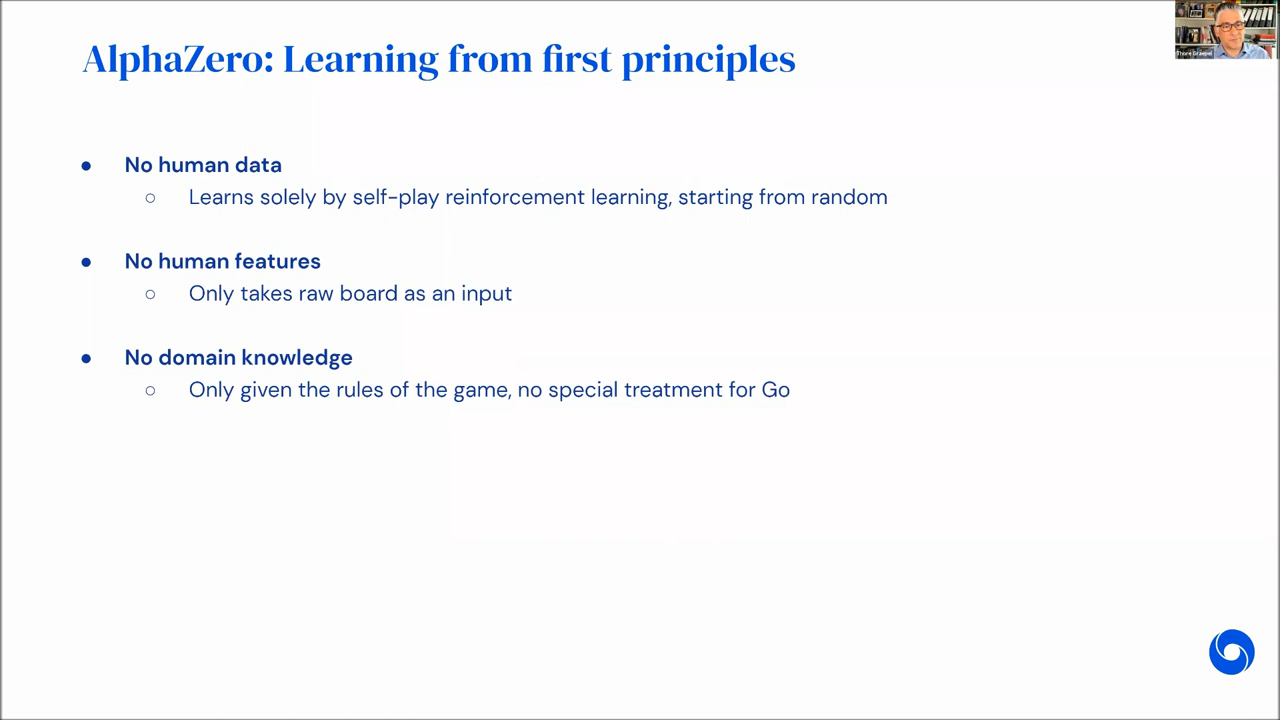 AlphaZero: Learning from first principles
Thore Graepel
● No human data
○ Learns solely by self-play reinforcement learning, starting from random
● No human features
○ Only takes raw board as an input
● No domain knowledge
○ Only given the rules of the game, no special treatment for Go